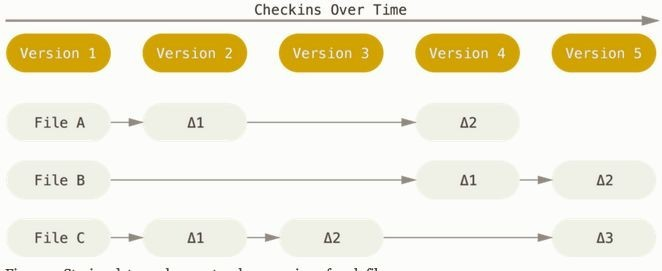 Checkins Over Time
Version 1 Version 2 Version 3 Version 4 Version 5
File A Δ1 Δ2
File B Δ1 Δ2
File C Δ1 Δ2 Δ3